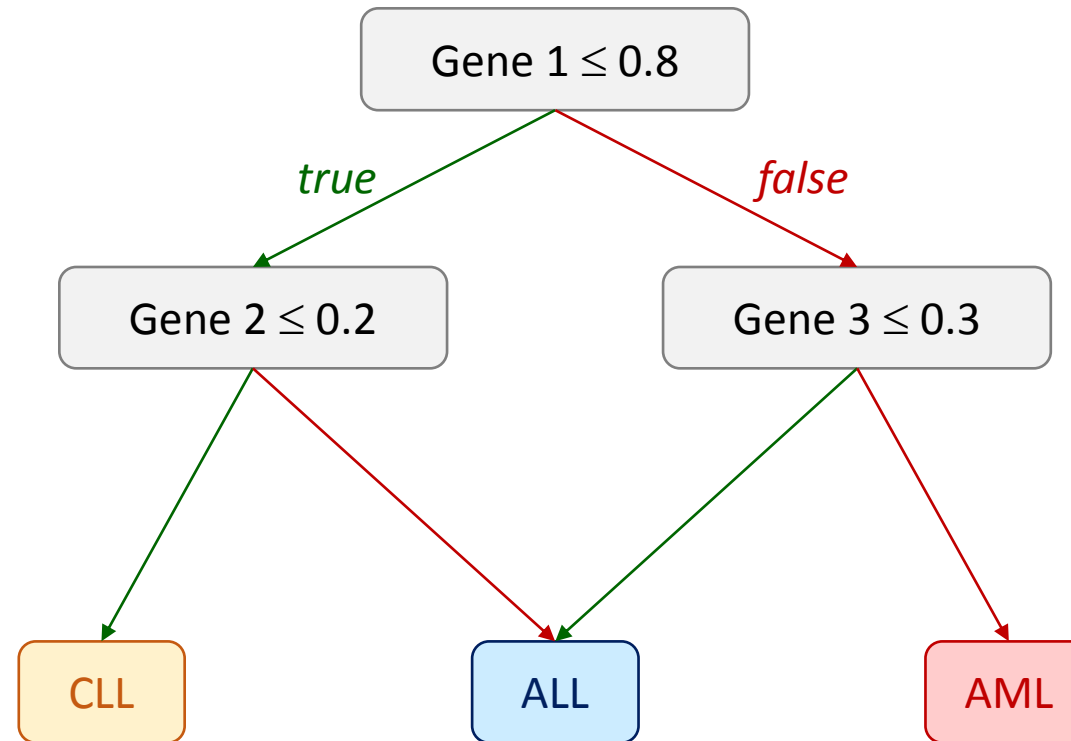 Gene 1 ≤ 0.8
true
false
Gene 2 ≤ 0.2
Gene 3 ≤ 0.3
CLL
ALL
AML